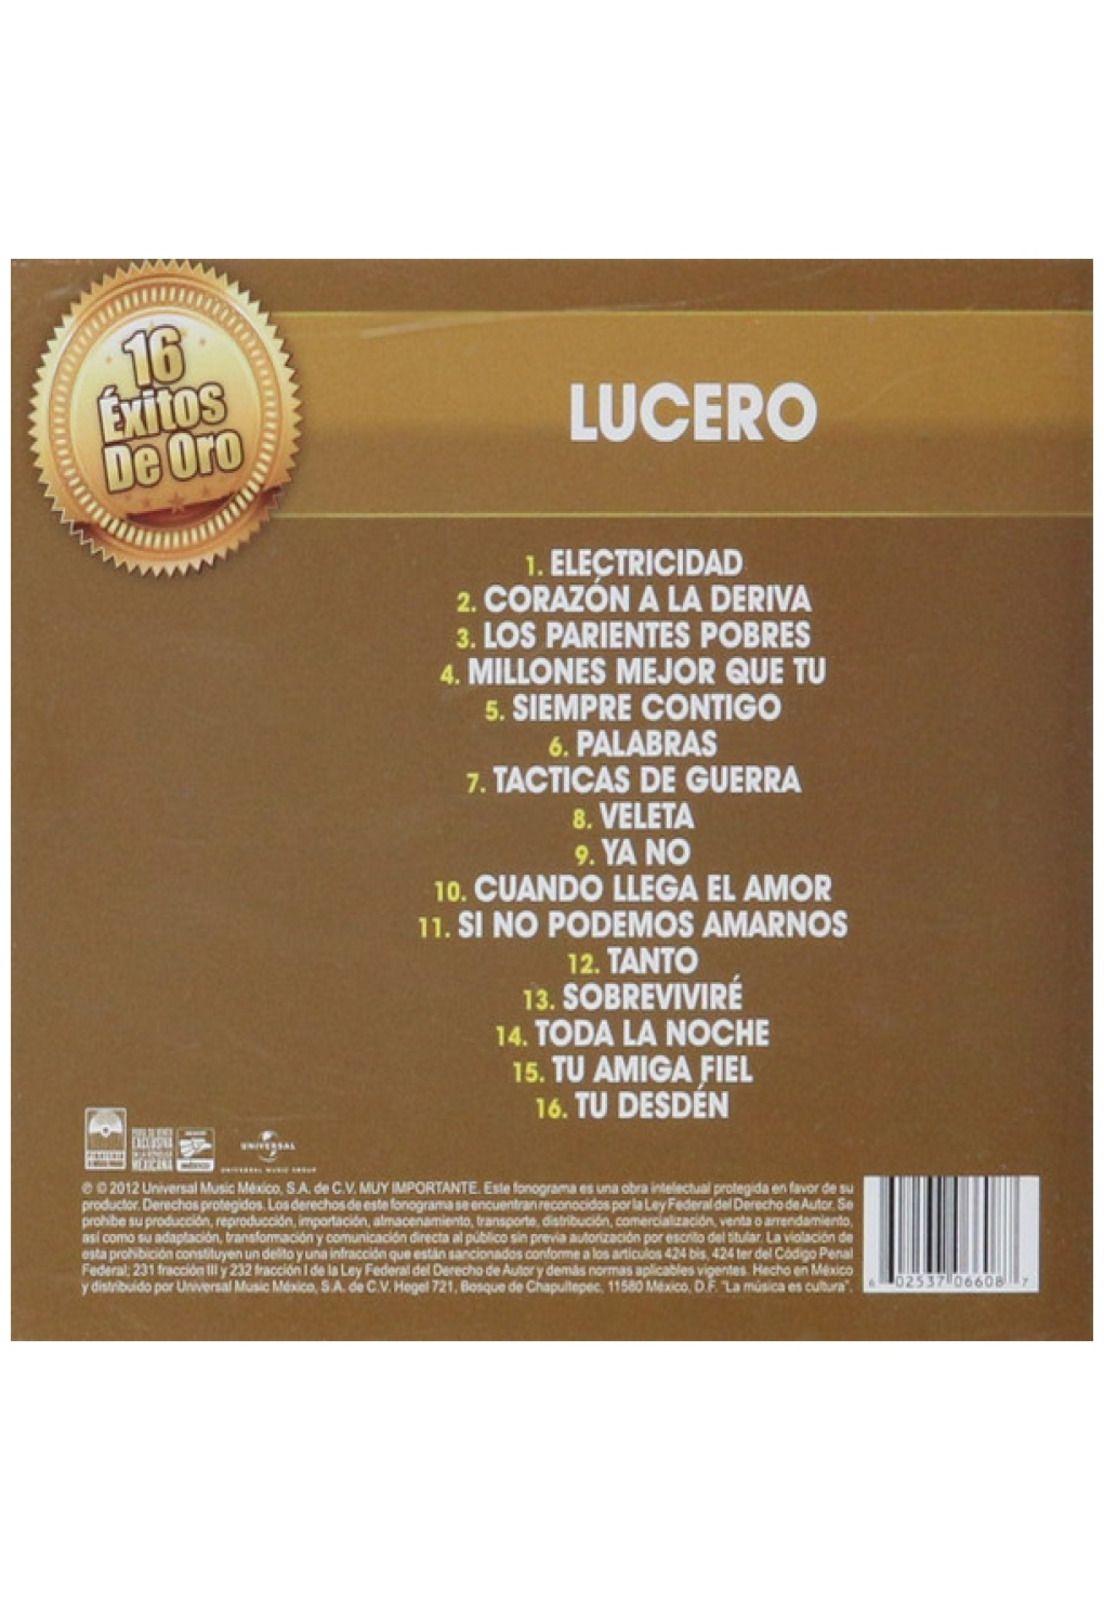 16
Éxitos
De Oro
LUCERO
1. ELECTRICIDAD
2. CORAZÓN A LA DERIVA
3. LOS PARIENTES POBRES
4. MILLONES MEJOR QUE TU
5. SIEMPRE CONTIGO
6. PALABRAS
7. TACTICAS DE GUERRA
8. VELETA
9. YA NO
10. CUANDO LLEGA EL AMOR
11. SI NO PODEMOS AMARNOS
12. TANTO
13. SOBREVIVIRÉ
14. TODA LA NOCHE
15. TU AMIGA FIEL
16. TU DESDÉN
EXCLUSIVA
EN LA REPUBLICA
MEXICANA
UNIVERSAL
UNIVERSAL MUSIC GROUP
℗ © 2012 Universal Music México, S.A. de C.V. MUY IMPORTANTE. Este fonograma es una obra intelectual protegida en favor de su
productor. Derechos protegidos. Los derechos de este fonograma se encuentran reconocidos por la Ley Federal del Derecho de Autor. Se
prohibe su producción, reproducción, importación, almacenamiento, transporte, distribución, comercialización, venta o arrendamiento,
así como su adaptación, transformación y comunicación directa al público sin previa autorización por escrito del titular. La violación de
esta prohibición constituyen un delito y una infracción que están sancionados conforme a los artículos 424 bis, 424 ter del Código Penal
Federal; 231 fracción III y 232 fracción I de la Ley Federal del Derecho de Autor y demás normas aplicables vigentes. Hecho en México
y distribuido por Universal Music México, S.A. de C.V. Hegel 721, Bosque de Chapultepec, 11580 México, D.F. "La música es cultura".
6 02537 06608 7